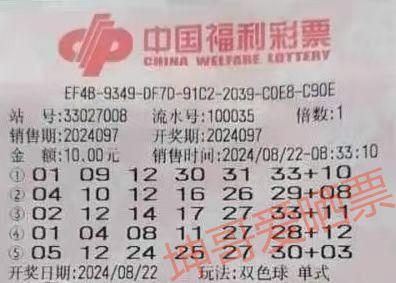 中国福利彩票
CHINA WELFARE LOTTERY
EF4B-9349-DF7D-91C2-2039-C0E8-C90E
站 号:33027008 流水号:100035 倍数:1
销售期:2024097 开奖期:2024097
金 额:10.00元 销售时间:2024/08/22-08:33:10
① 01 09 12 30 31 33+10
② 04 10 12 16 26 29+08
③ 02 12 14 17 27 33+11
④ 01 04 08 11 27 28+12
⑤ 05 12 24 25 27 30+03
开奖日期:2024/08/22 玩法:双色球 单式